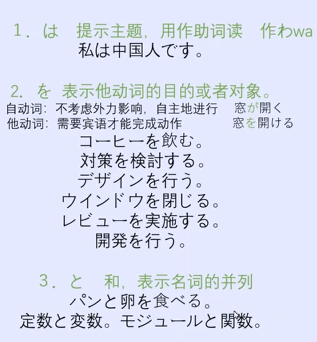 1．は　提示主题，用作助词读　作わwa
私は中国人です。
2．を 表示他动词的目的或者对象。
自动词：不考虑外力影响，自主地进行　窓が開く
他动词：需要宾语才能完成动作　窓を開ける
コーヒーを飲む。
対策を検討する。
デザインを行う。
ウインドウを閉じる。
レビューを実施する。
開発を行う。
3．と　和，表示名词的并列
パンと卵を食べる。
定数と変数。モジュールと関数。